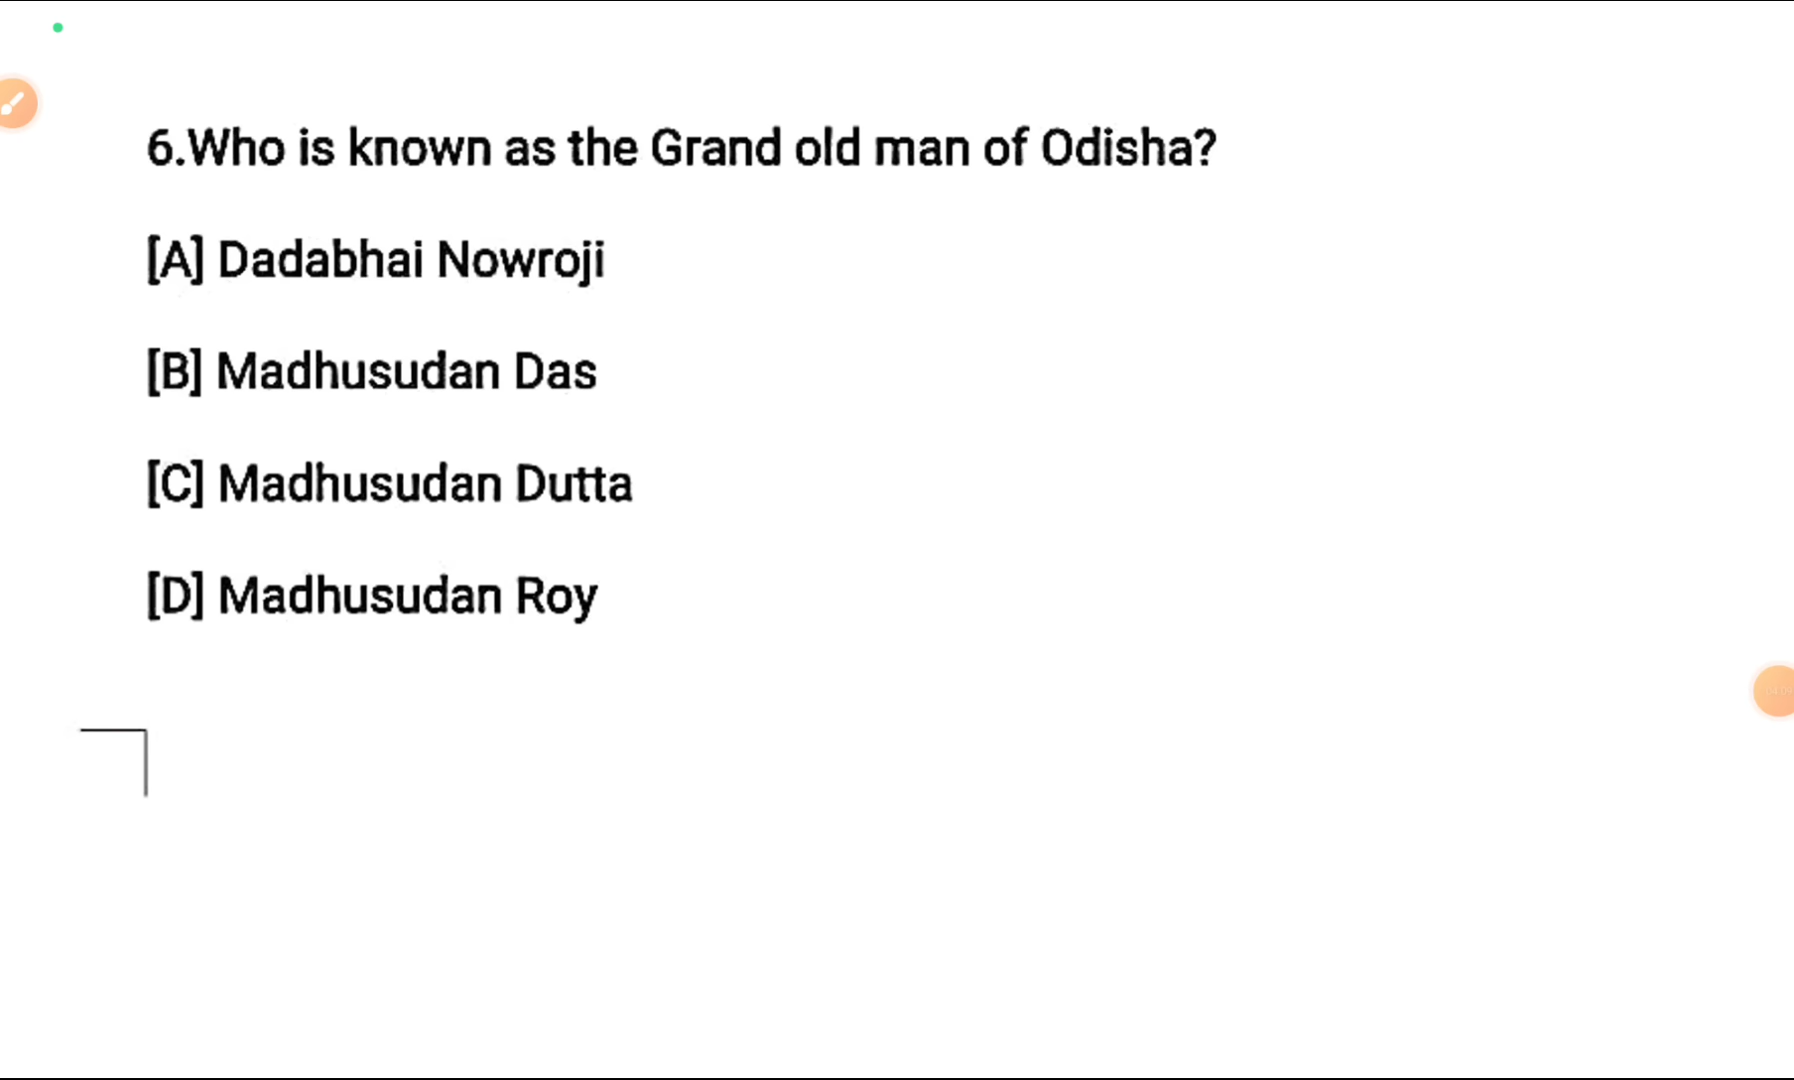 6.Who is known as the Grand old man of Odisha?
[A] Dadabhai Nowroji
[B] Madhusudan Das
[C] Madhusudan Dutta
[D] Madhusudan Roy